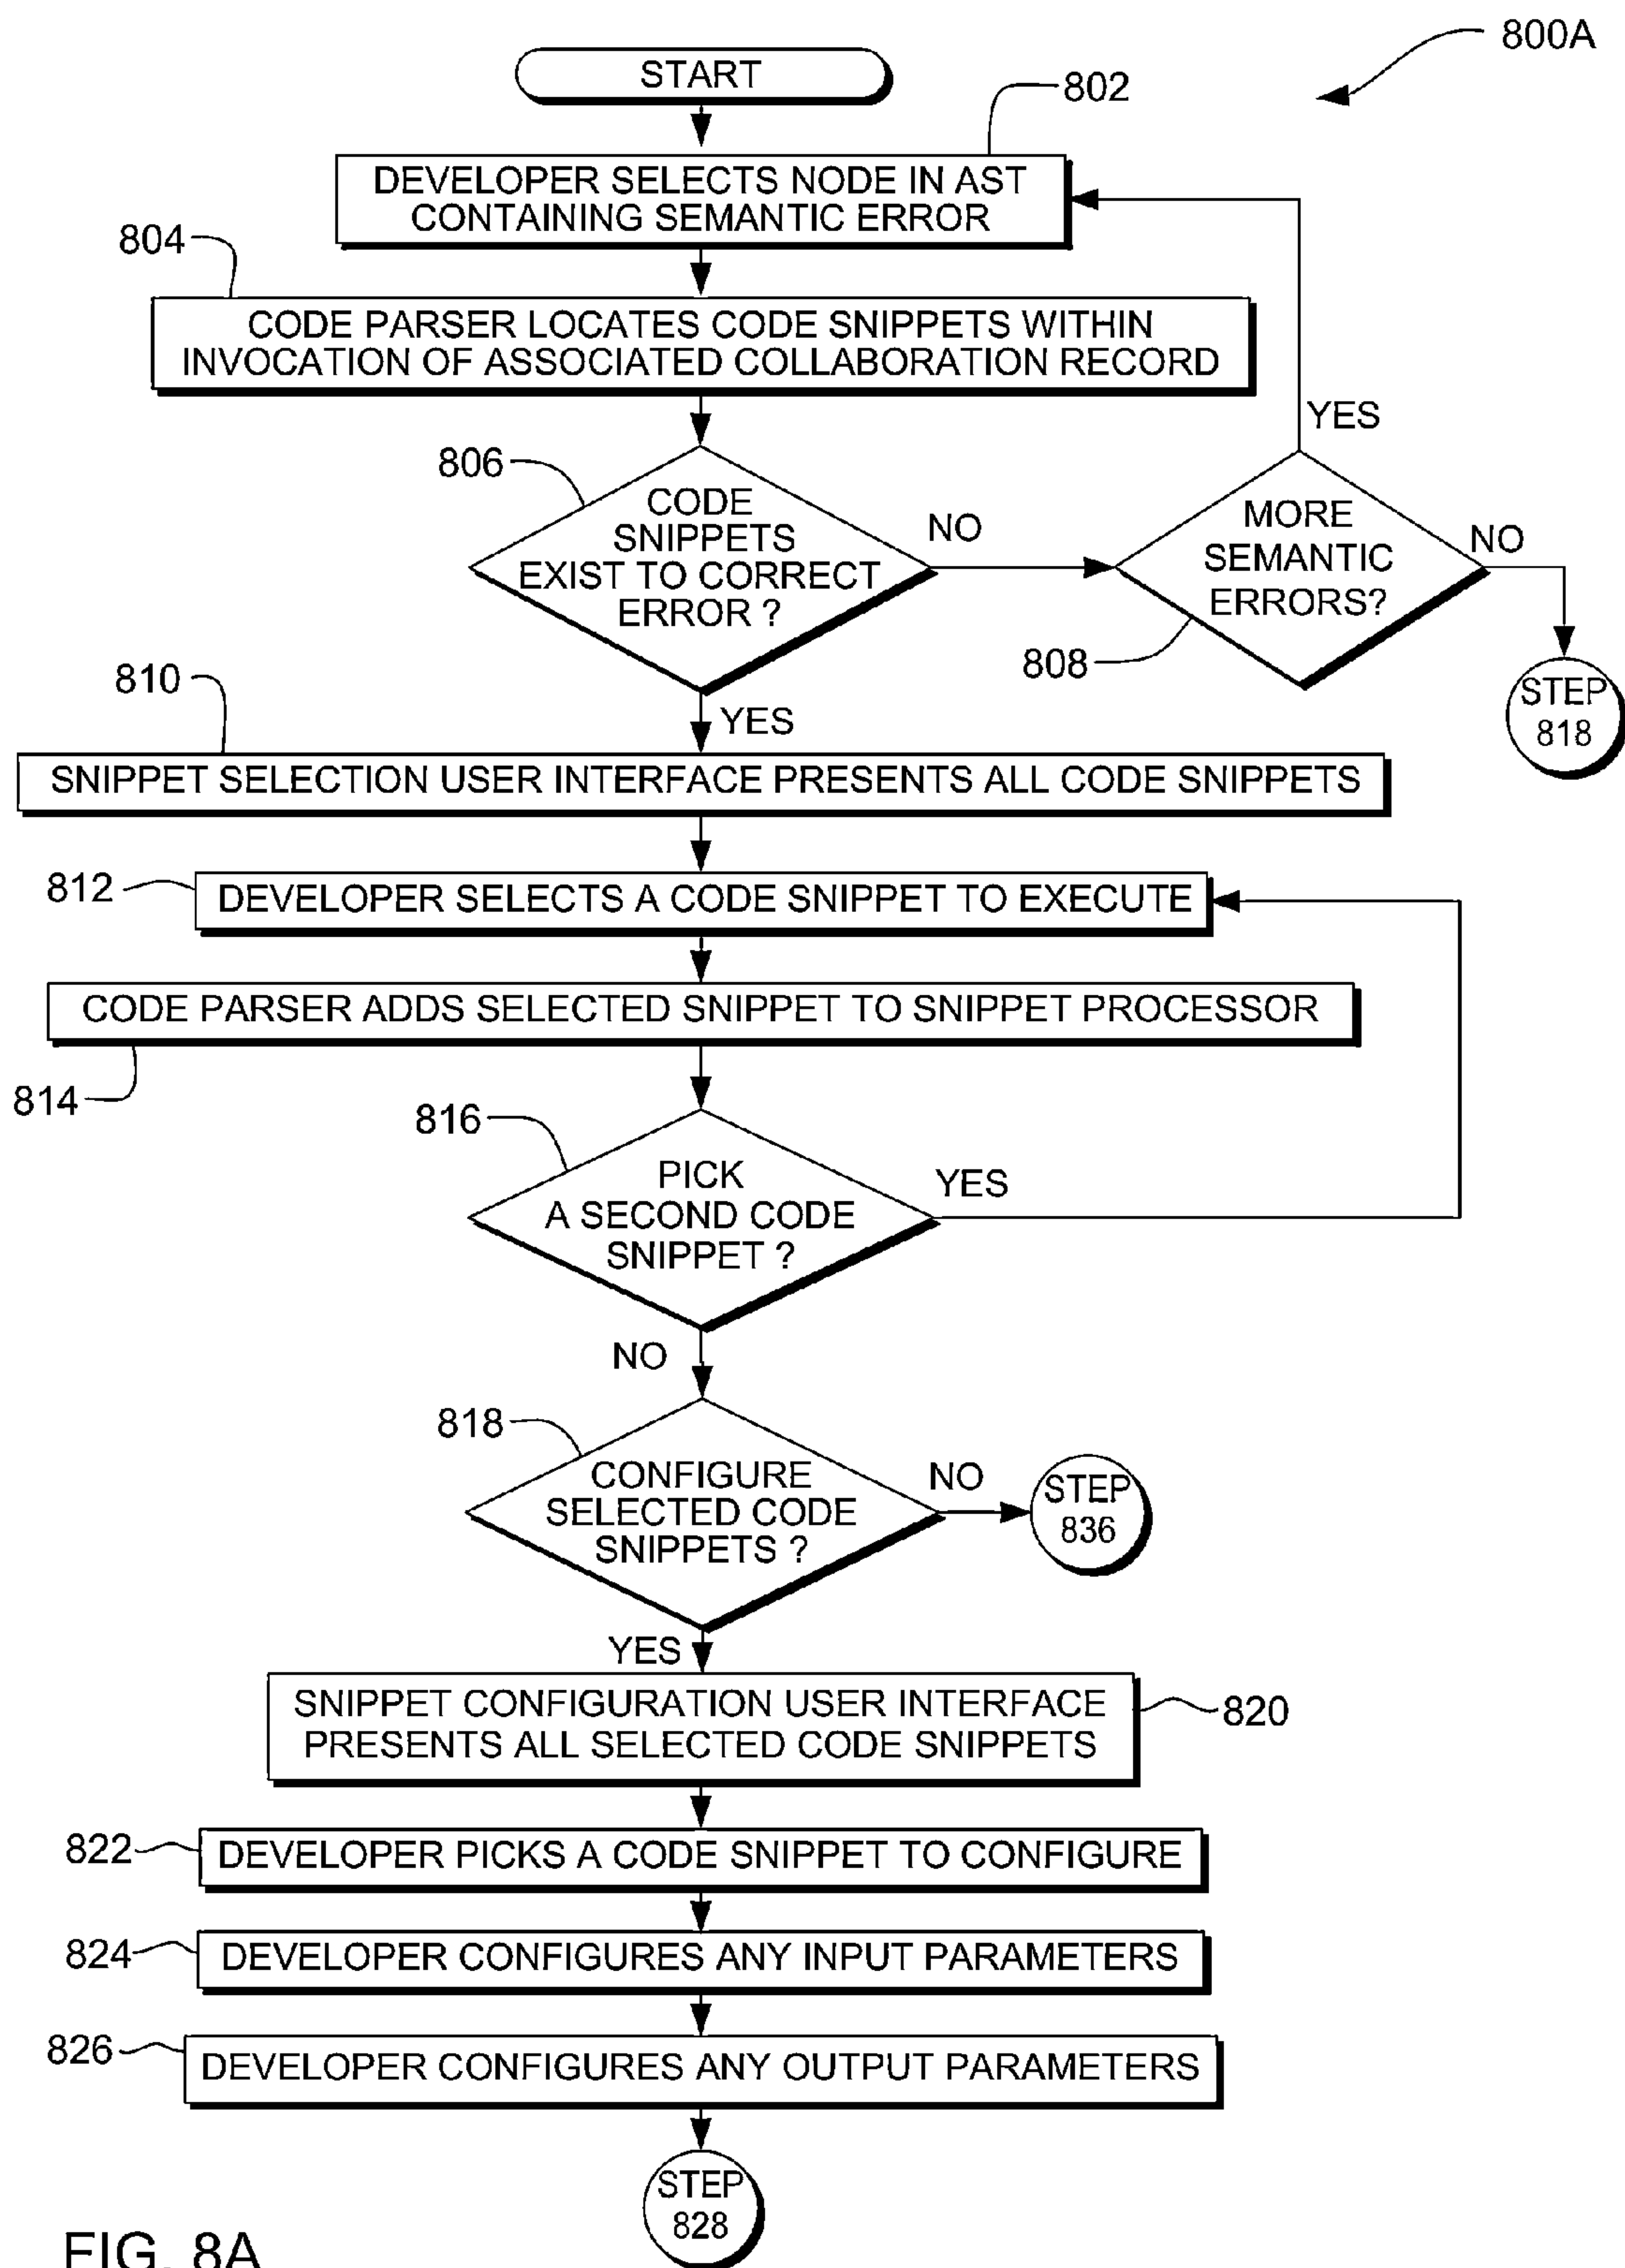 800A
START
802
DEVELOPER SELECTS NODE IN AST
CONTAINING SEMANTIC ERROR
804
CODE PARSER LOCATES CODE SNIPPETS WITHIN
INVOCATION OF ASSOCIATED COLLABORATION RECORD
YES
806
CODE
SNIPPETS
EXIST TO CORRECT
ERROR ?
NO
MORE
SEMANTIC
ERRORS?
NO
808
STEP
818
810
YES
SNIPPET SELECTION USER INTERFACE PRESENTS ALL CODE SNIPPETS
812
DEVELOPER SELECTS A CODE SNIPPET TO EXECUTE
CODE PARSER ADDS SELECTED SNIPPET TO SNIPPET PROCESSOR
814
816
PICK
A SECOND CODE
SNIPPET ?
YES
NO
818
CONFIGURE
SELECTED CODE
SNIPPETS ?
NO
STEP
836
YES
SNIPPET CONFIGURATION USER INTERFACE
PRESENTS ALL SELECTED CODE SNIPPETS
820
822
DEVELOPER PICKS A CODE SNIPPET TO CONFIGURE
824
DEVELOPER CONFIGURES ANY INPUT PARAMETERS
826
DEVELOPER CONFIGURES ANY OUTPUT PARAMETERS
STEP
828
FIG. 8A